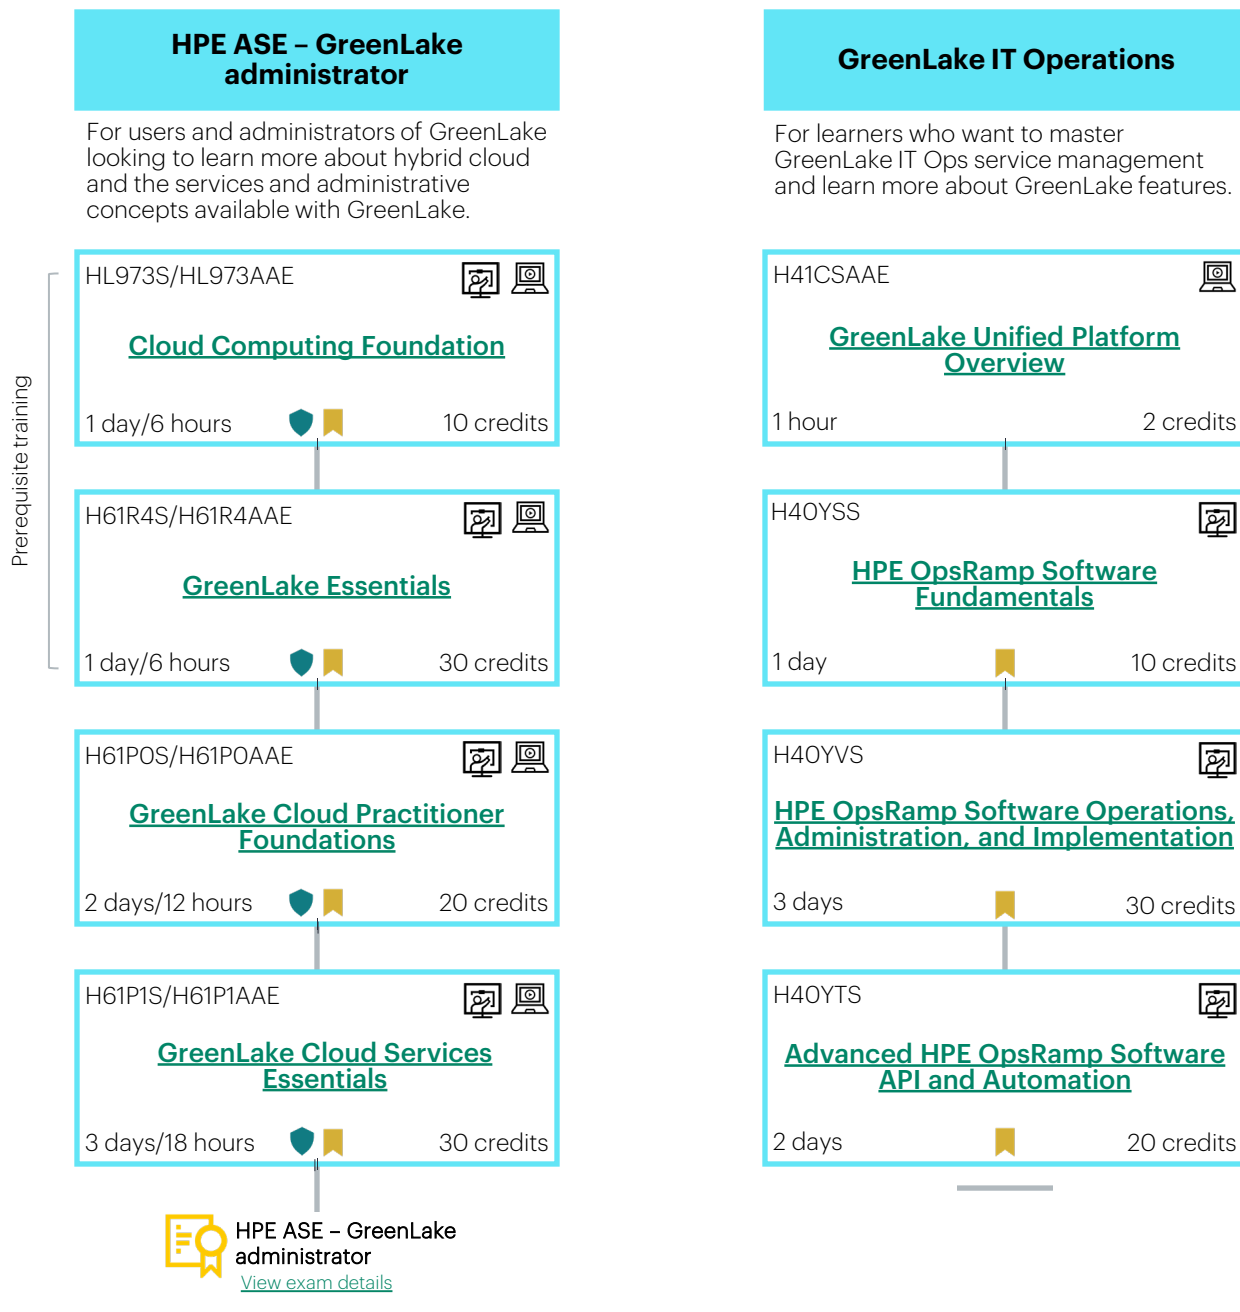 HPE ASE – GreenLake
administrator
For users and administrators of GreenLake
looking to learn more about hybrid cloud
and the services and administrative
concepts available with GreenLake.
Prerequisite training
HL973S/HL973AAE
Cloud Computing Foundation
1 day/6 hours
10 credits
H61R4S/H61R4AAE
GreenLake Essentials
1 day/6 hours
30 credits
H61P0S/H61P0AAE
GreenLake Cloud Practitioner
Foundations
2 days/12 hours
20 credits
H61P1S/H61P1AAE
GreenLake Cloud Services
Essentials
3 days/18 hours
30 credits
HPE ASE – GreenLake
administrator
View exam details
GreenLake IT Operations
For learners who want to master
GreenLake IT Ops service management
and learn more about GreenLake features.
H41CSAAE
GreenLake Unified Platform
Overview
1 hour
2 credits
H40YSS
HPE OpsRamp Software
Fundamentals
1 day
10 credits
H40YVS
HPE OpsRamp Software Operations,
Administration, and Implementation
3 days
30 credits
H40YTS
Advanced HPE OpsRamp Software
API and Automation
2 days
20 credits